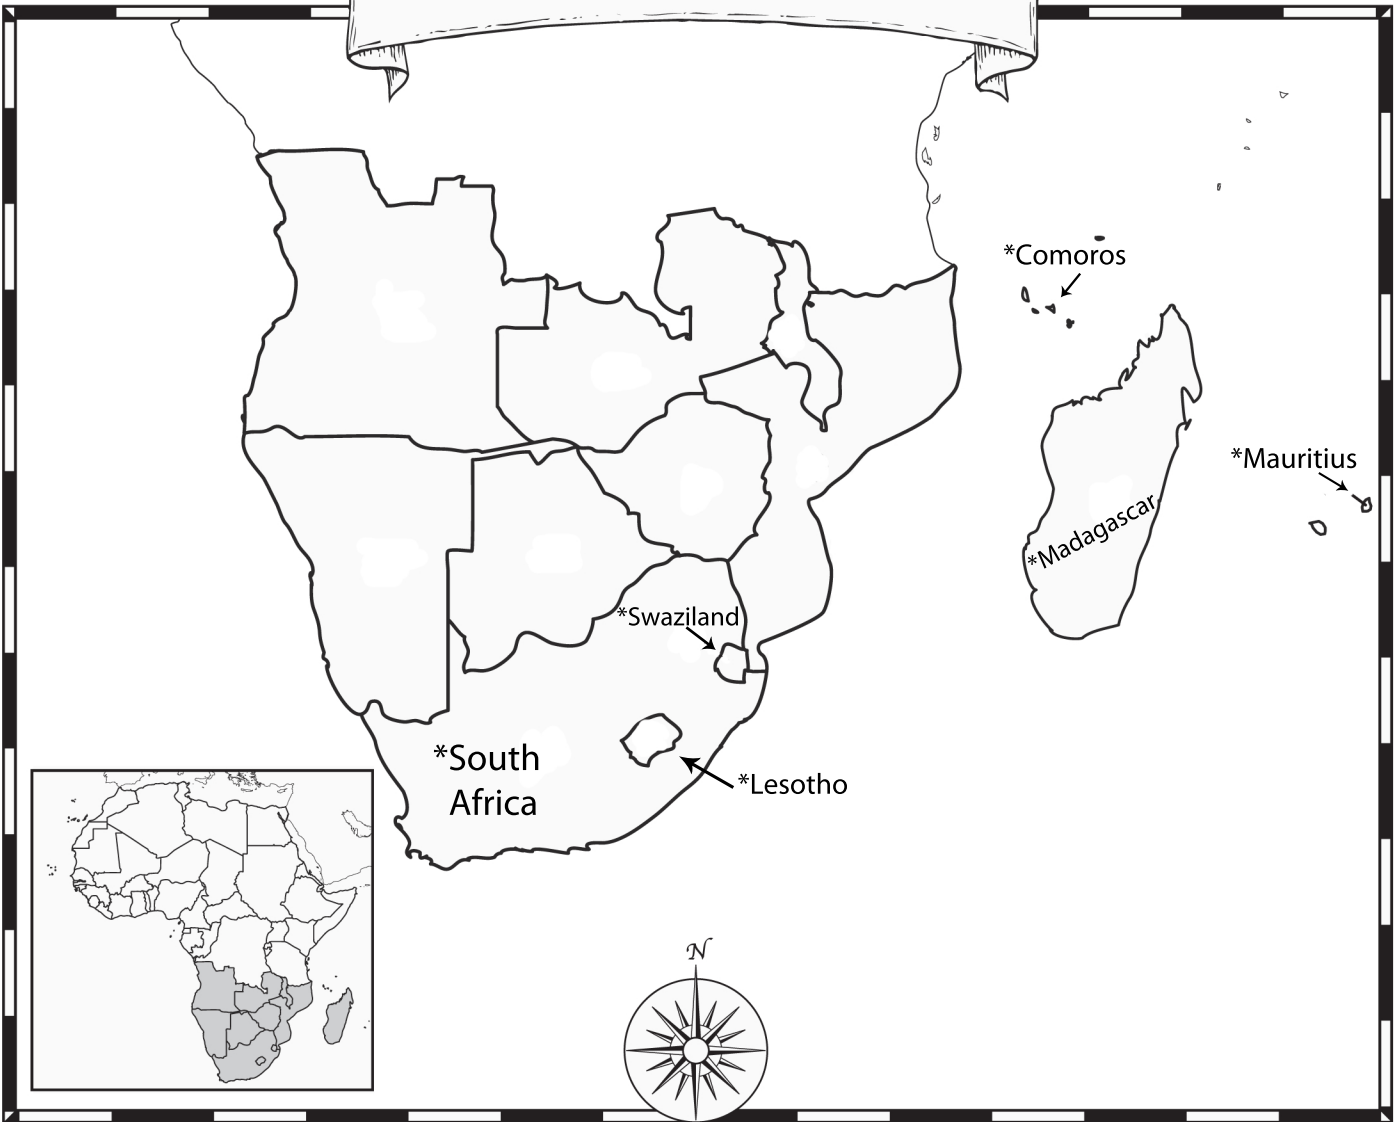 *Comoros
*Mauritius
*Madagascar
*Swaziland
*South
Africa
*Lesotho
N